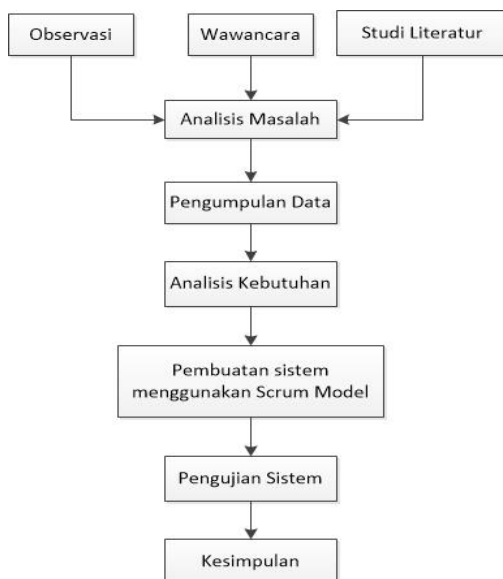 Observasi
Wawancara
Studi Literatur
Analisis Masalah
Pengumpulan Data
Analisis Kebutuhan
Pembuatan sistem
menggunakan Scrum Model
Pengujian Sistem
Kesimpulan